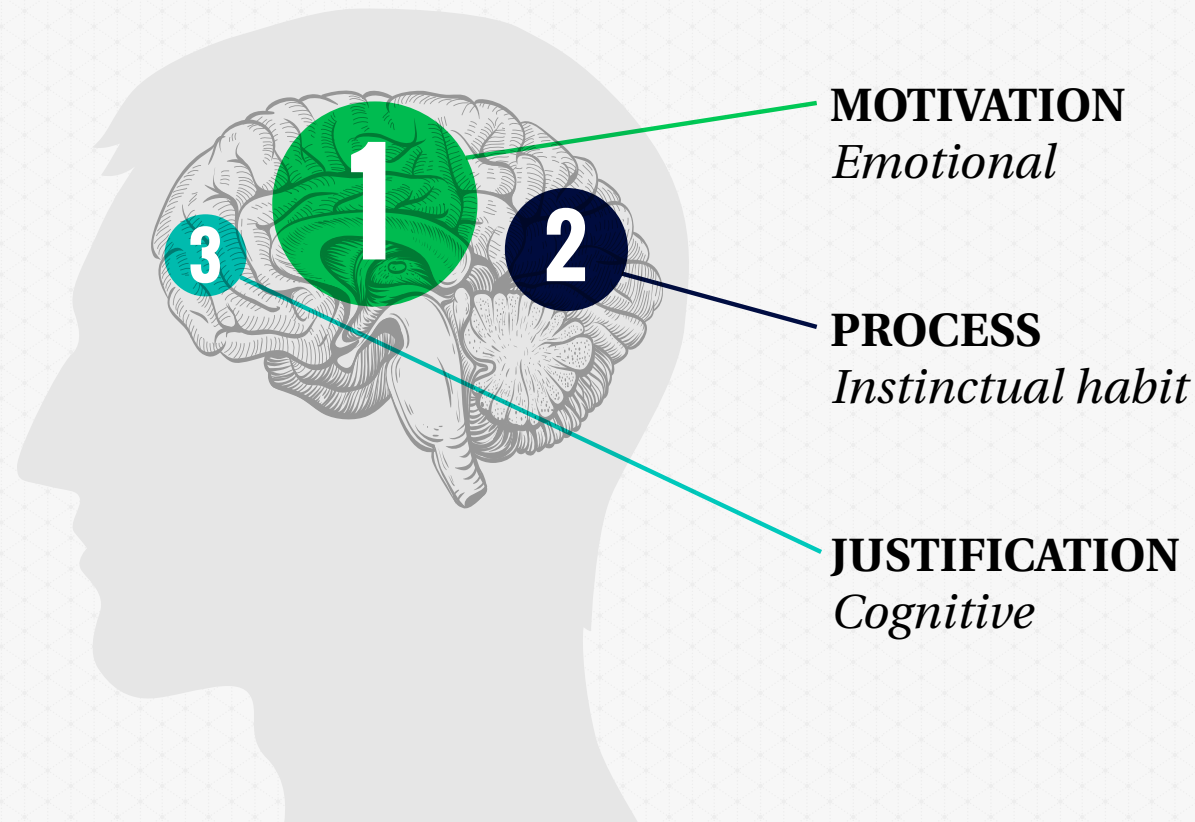 1
MOTIVATION
Emotional
2
PROCESS
Instinctual habit
3
JUSTIFICATION
Cognitive